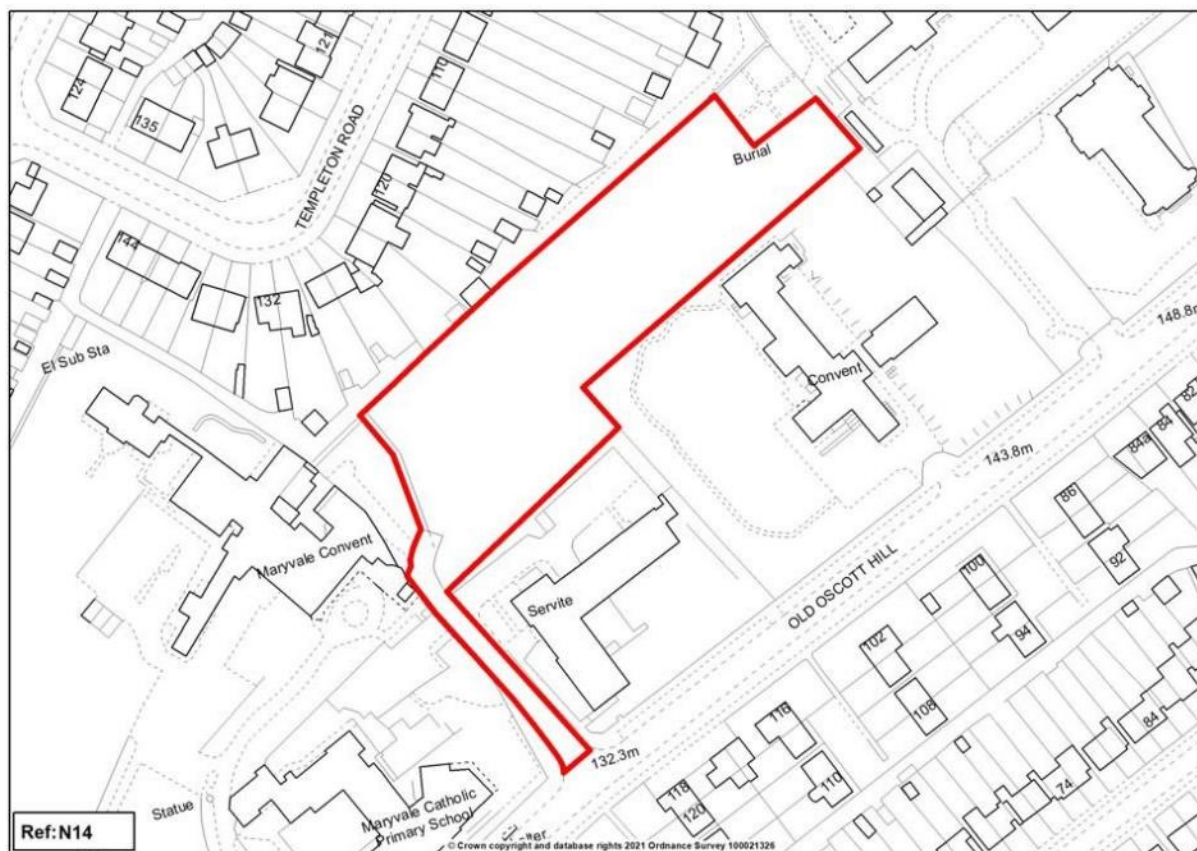 124
135
121
110
TEMPLETON ROAD
120
144
132
Burial
El Sub Sta
Convent
148.8m
143.8m
82
84
84a
86
92
Maryvale Convent
Servite
OLD OSCOTT HILL
100
94
102
108
116
110
118
120
84
74
132.3m
Statue
Maryvale Catholic
Primary School
Ref:N14
© Crown copyright and database rights 2021 Ordnance Survey 100021326